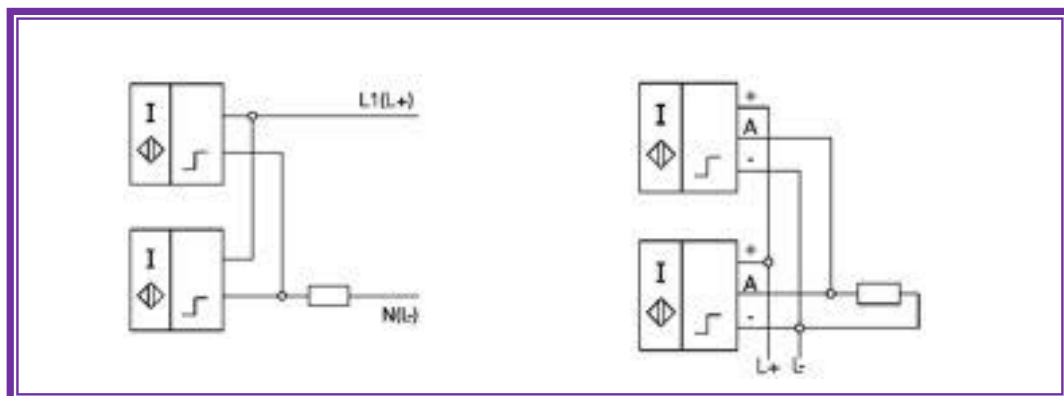 I
L1(L+)
I
N(L-)
I
+
A
-
I
+
A
-
L+ L-